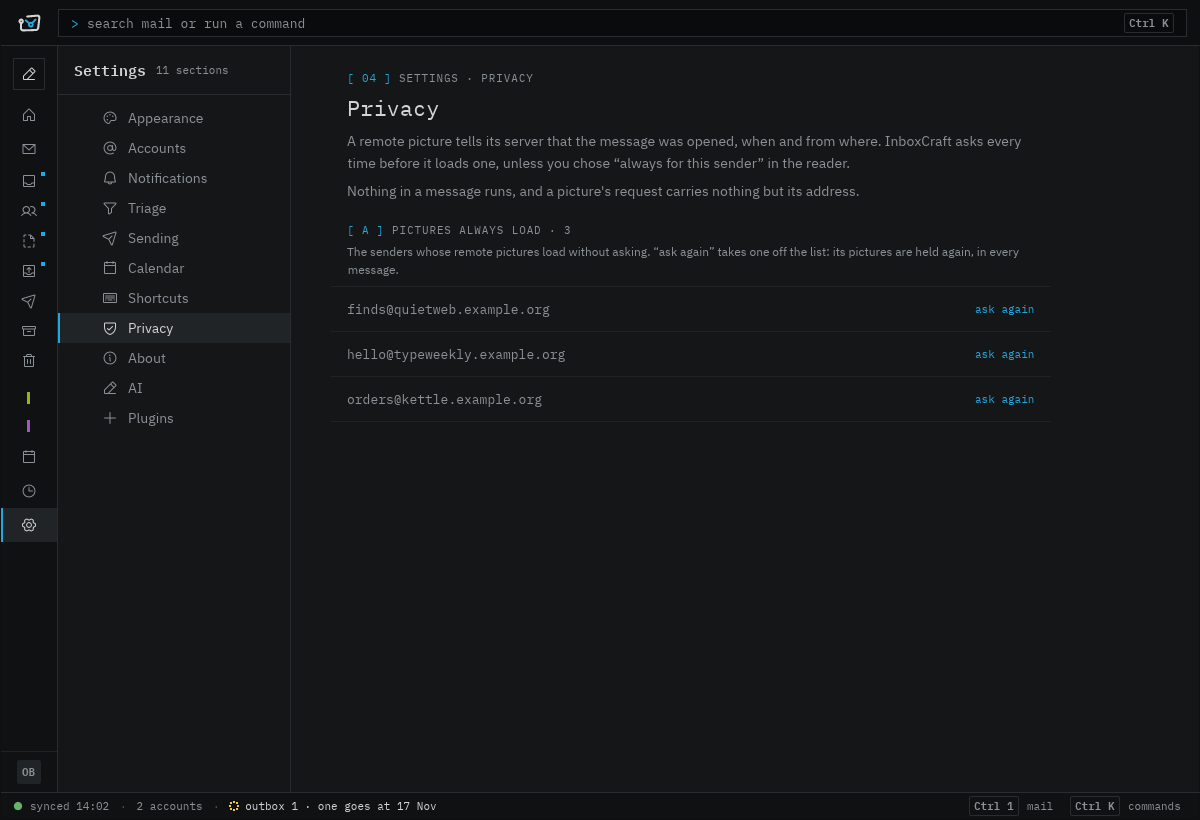 > search mail or run a command
Ctrl K
Settings 11 sections
Appearance
Accounts
Notifications
Triage
Sending
Calendar
Shortcuts
Privacy
About
AI
Plugins
[ 04 ] SETTINGS · PRIVACY
Privacy
A remote picture tells its server that the message was opened, when and from where. InboxCraft asks every
time before it loads one, unless you chose “always for this sender” in the reader.
Nothing in a message runs, and a picture's request carries nothing but its address.
[ A ] PICTURES ALWAYS LOAD · 3
The senders whose remote pictures load without asking. “ask again” takes one off the list: its pictures are held again, in every
message.
finds@quietweb.example.org ask again
hello@typeweekly.example.org ask again
orders@kettle.example.org ask again
OB
synced 14:02 · 2 accounts · outbox 1 · one goes at 17 Nov
Ctrl 1 mail Ctrl K commands